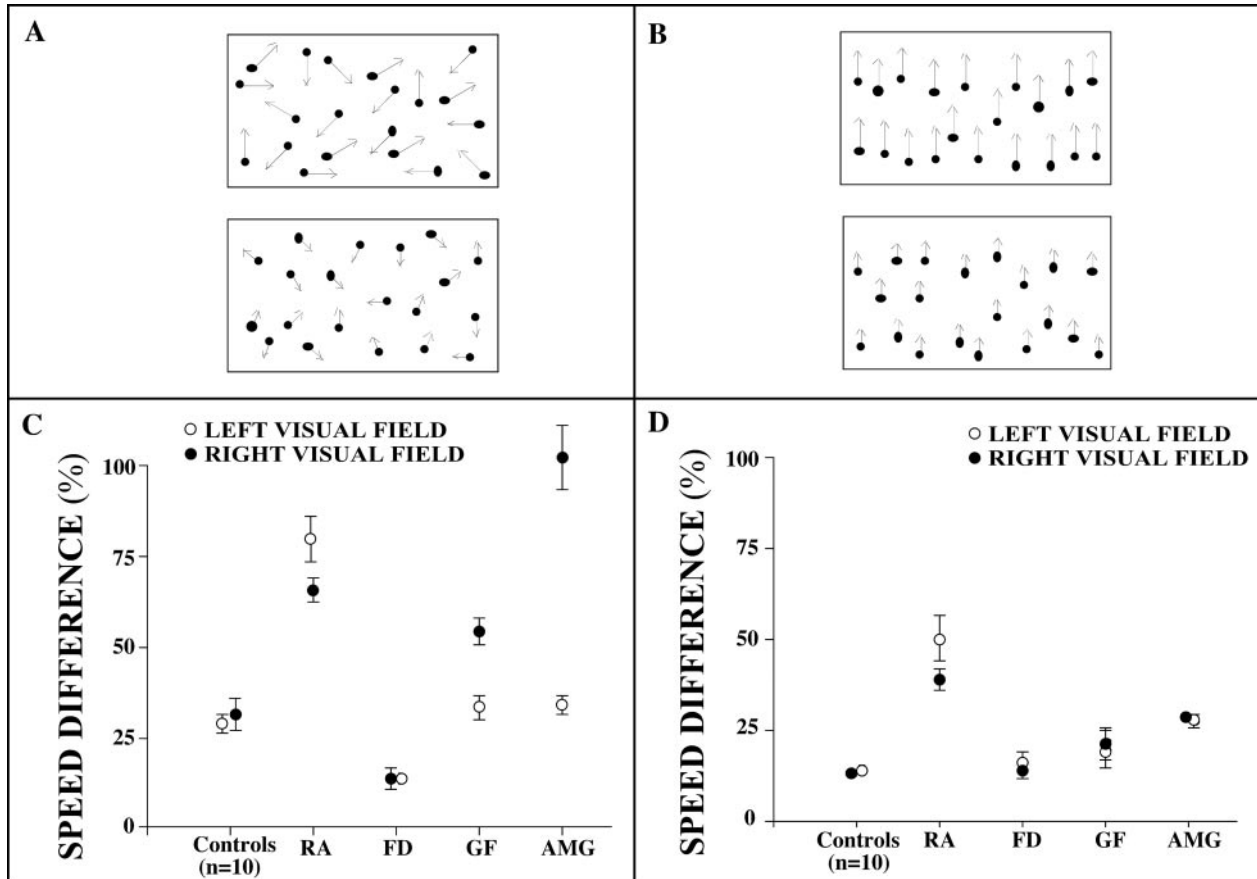 A
B
C
○ LEFT VISUAL FIELD
● RIGHT VISUAL FIELD
SPEED DIFFERENCE (%)
100
75
50
25
0
Controls
(n=10)
RA
FD
GF
AMG
D
○ LEFT VISUAL FIELD
● RIGHT VISUAL FIELD
SPEED DIFFERENCE (%)
100
75
50
25
0
Controls
(n=10)
RA
FD
GF
AMG